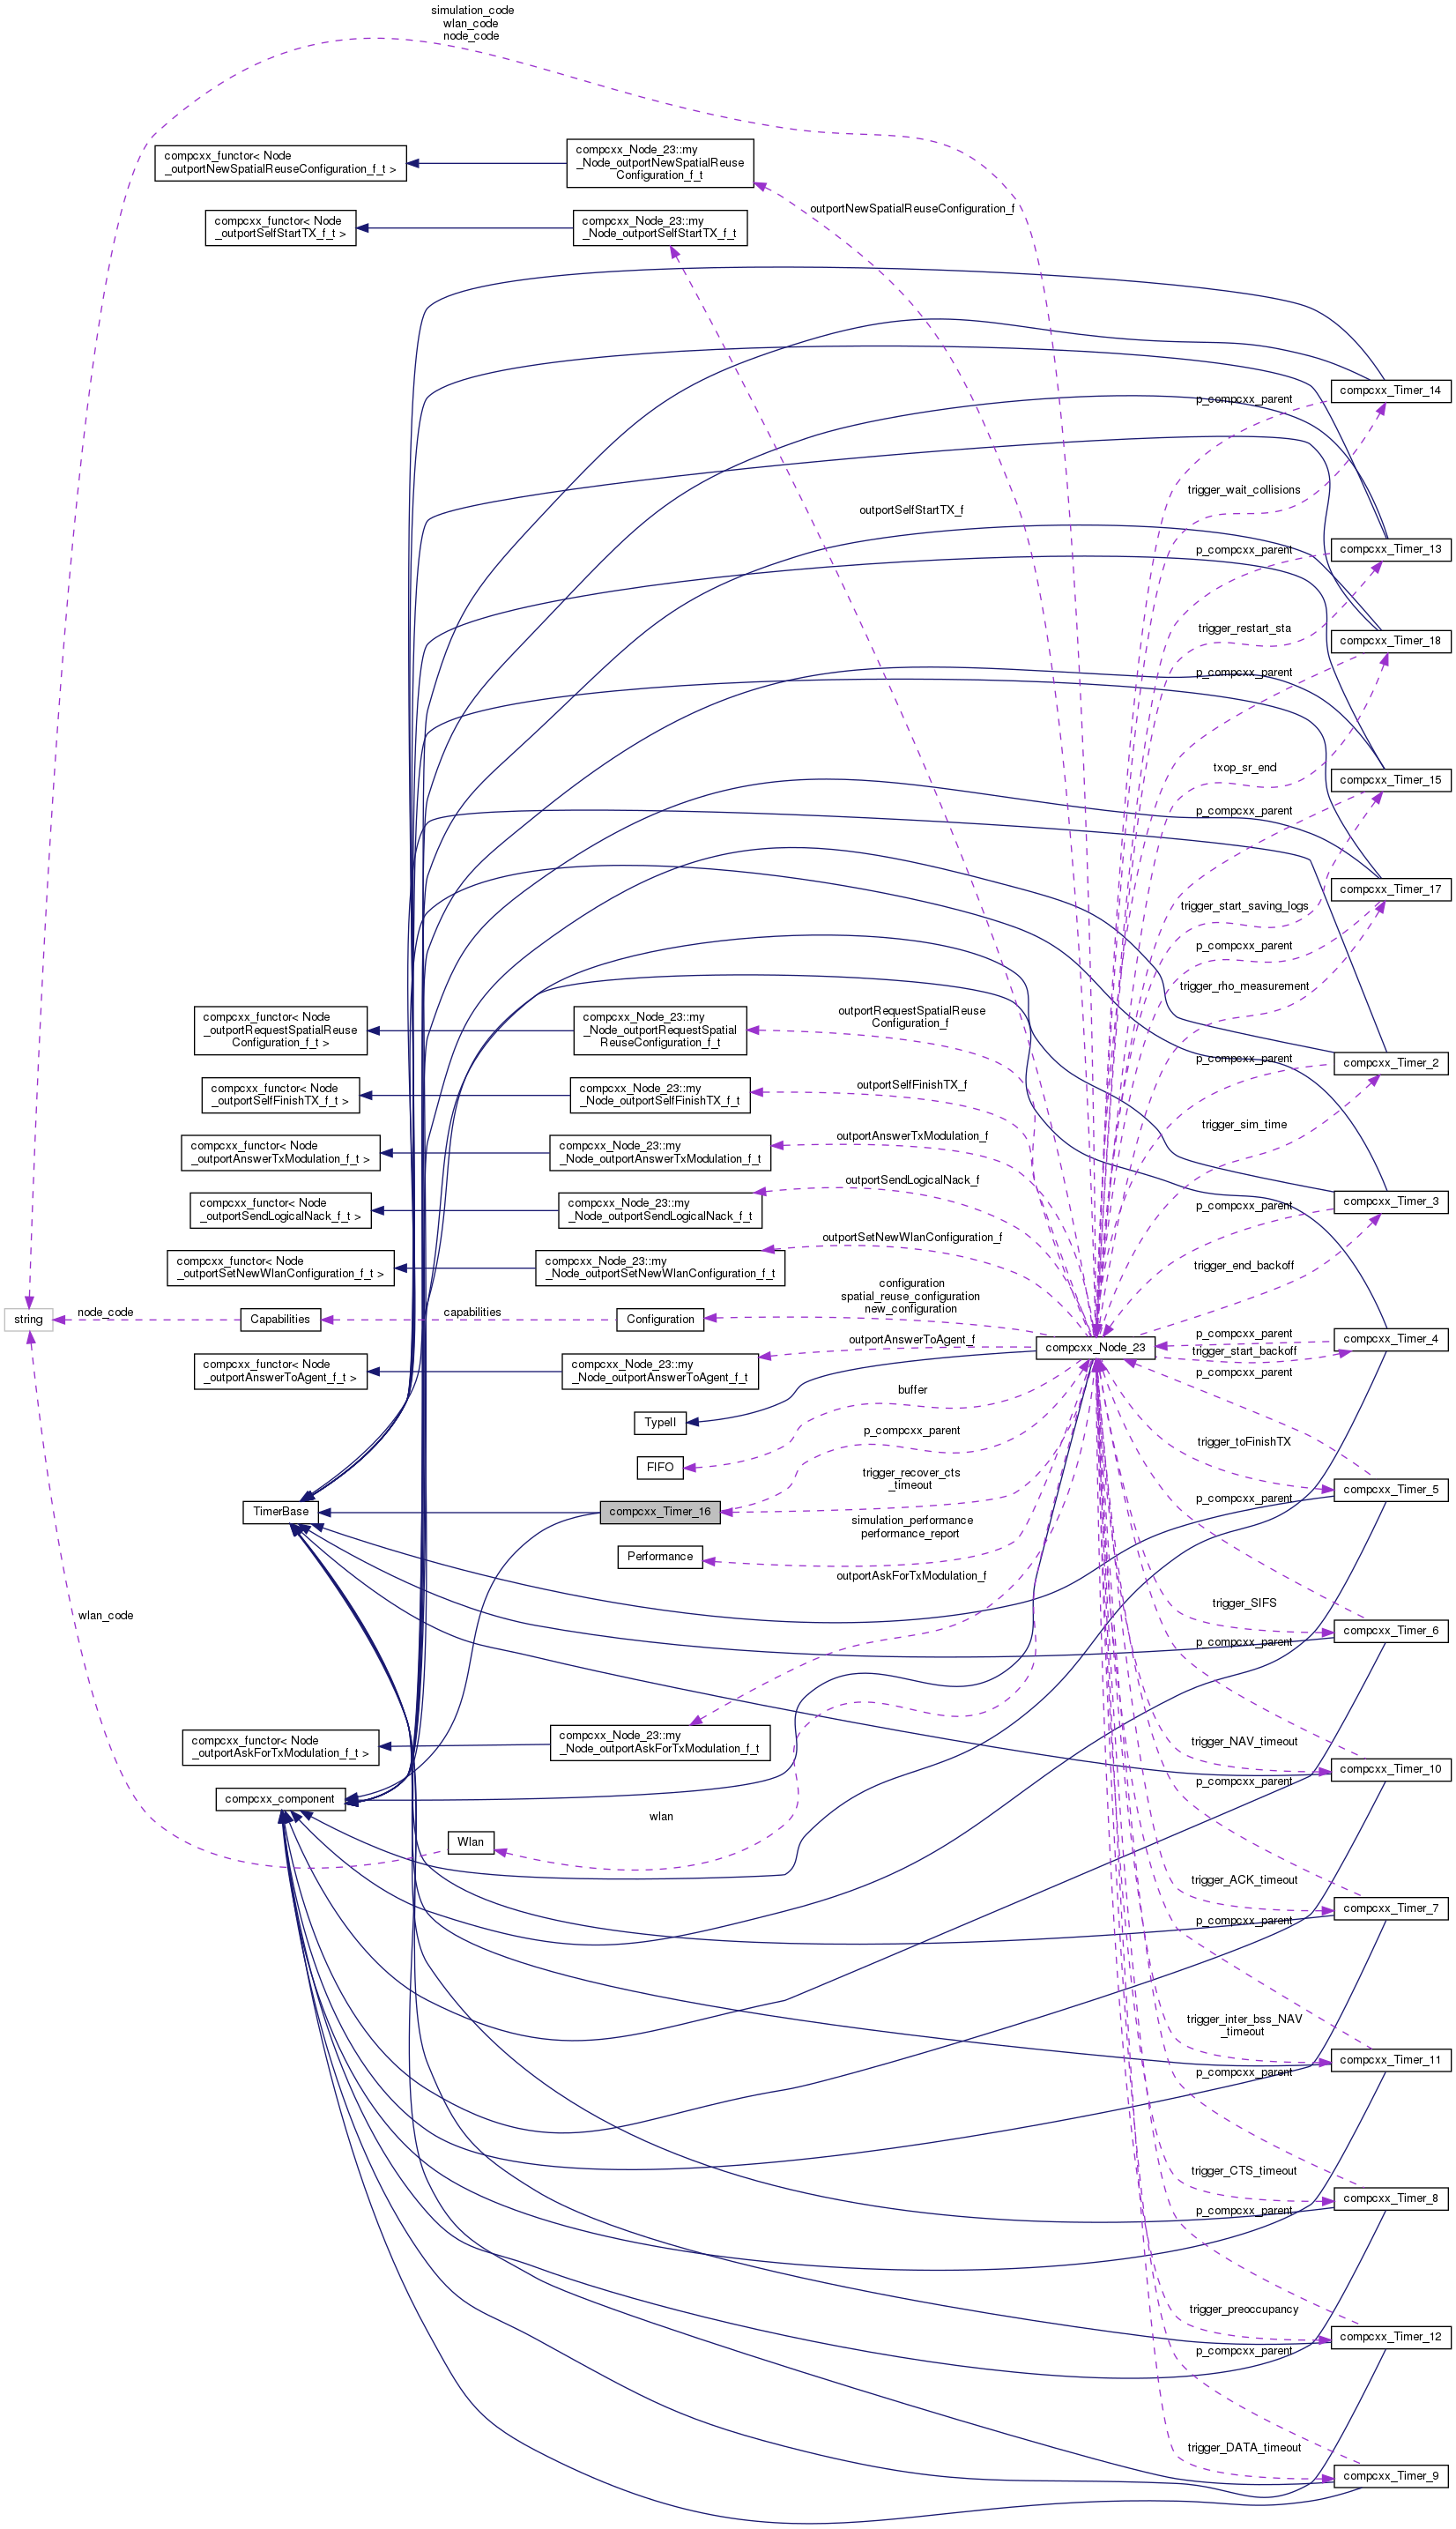 simulation_code
wlan_code
node_code
compcxx_functor< Node
_outportNewSpatialReuseConfiguration_f_t >
compcxx_Node_23::my
_Node_outportNewSpatialReuse
Configuration_f_t
outportNewSpatialReuseConfiguration_f
compcxx_functor< Node
_outportSelfStartTX_f_t >
compcxx_Node_23::my
_Node_outportSelfStartTX_f_t
compcxx_Timer_14
p_compcxx_parent
trigger_wait_collisions
outportSelfStartTX_f
compcxx_Timer_13
p_compcxx_parent
trigger_restart_sta
compcxx_Timer_18
p_compcxx_parent
txop_sr_end
compcxx_Timer_15
p_compcxx_parent
compcxx_Timer_17
trigger_start_saving_logs
p_compcxx_parent
trigger_rho_measurement
compcxx_functor< Node
_outportRequestSpatialReuse
Configuration_f_t >
compcxx_Node_23::my
_Node_outportRequestSpatial
ReuseConfiguration_f_t
outportRequestSpatialReuse
Configuration_f
p_compcxx_parent
compcxx_Timer_2
compcxx_functor< Node
_outportSelfFinishTX_f_t >
compcxx_Node_23::my
_Node_outportSelfFinishTX_f_t
outportSelfFinishTX_f
trigger_sim_time
compcxx_functor< Node
_outportAnswerTxModulation_f_t >
compcxx_Node_23::my
_Node_outportAnswerTxModulation_f_t
outportAnswerTxModulation_f
compcxx_functor< Node
_outportSendLogicalNack_f_t >
compcxx_Node_23::my
_Node_outportSendLogicalNack_f_t
outportSendLogicalNack_f
p_compcxx_parent
compcxx_Timer_3
compcxx_functor< Node
_outportSetNewWlanConfiguration_f_t >
compcxx_Node_23::my
_Node_outportSetNewWlanConfiguration_f_t
outportSetNewWlanConfiguration_f
trigger_end_backoff
string
node_code
Capabilities
capabilities
Configuration
configuration
spatial_reuse_configuration
new_configuration
compcxx_functor< Node
_outportAnswerToAgent_f_t >
compcxx_Node_23::my
_Node_outportAnswerToAgent_f_t
outportAnswerToAgent_f
compcxx_Node_23
p_compcxx_parent
trigger_start_backoff
compcxx_Timer_4
p_compcxx_parent
TypeII
buffer
FIFO
p_compcxx_parent
trigger_toFinishTX
compcxx_Timer_5
TimerBase
compcxx_Timer_16
trigger_recover_cts
_timeout
p_compcxx_parent
Performance
simulation_performance
performance_report
outportAskForTxModulation_f
trigger_SIFS
compcxx_Timer_6
wlan_code
p_compcxx_parent
compcxx_functor< Node
_outportAskForTxModulation_f_t >
compcxx_Node_23::my
_Node_outportAskForTxModulation_f_t
trigger_NAV_timeout
compcxx_Timer_10
p_compcxx_parent
compcxx_component
Wlan
wlan
trigger_ACK_timeout
compcxx_Timer_7
p_compcxx_parent
trigger_inter_bss_NAV
_timeout
compcxx_Timer_11
p_compcxx_parent
trigger_CTS_timeout
compcxx_Timer_8
p_compcxx_parent
trigger_preoccupancy
compcxx_Timer_12
p_compcxx_parent
trigger_DATA_timeout
compcxx_Timer_9